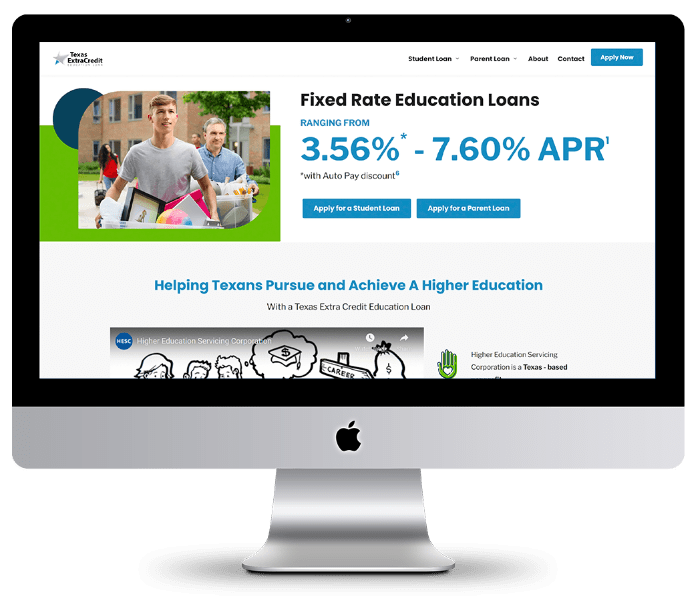 Texas
ExtraCredit
EDUCATION LOAN
Student Loan
Parent Loan
About
Contact
Apply Now
Fixed Rate Education Loans
RANGING FROM
3.56%* - 7.60% APR¹
*with Auto Pay discount⁶
Apply for a Student Loan
Apply for a Parent Loan
Helping Texans Pursue and Achieve A Higher Education
With a Texas Extra Credit Education Loan
HESC
Higher Education Servicing Corporation
CAREER
$
Higher Education Servicing
Corporation is a Texas - based